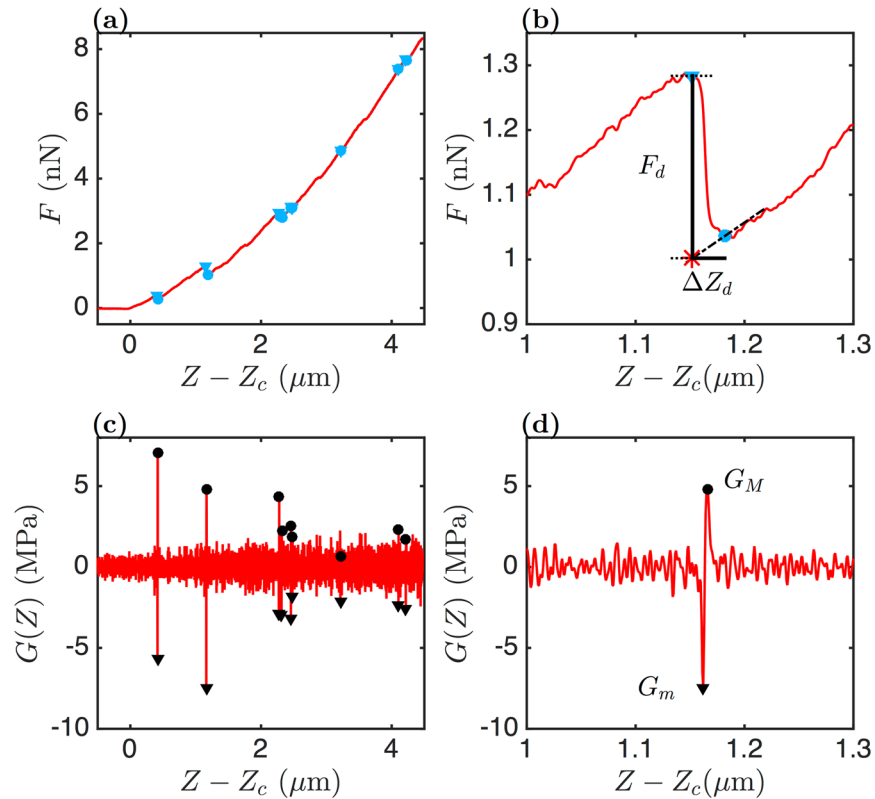 (a)
8
6
4
2
0
F (nN)
0
2
4
Z − Z_c (μm)
(b)
1.3
1.2
1.1
1
0.9
F (nN)
F_d
ΔZ_d
1
1.1
1.2
1.3
Z − Z_c(μm)
(c)
5
0
-5
-10
G(Z) (MPa)
0
2
4
Z − Z_c (μm)
(d)
5
0
-5
-10
G(Z) (MPa)
G_M
G_m
1
1.1
1.2
1.3
Z − Z_c(μm)